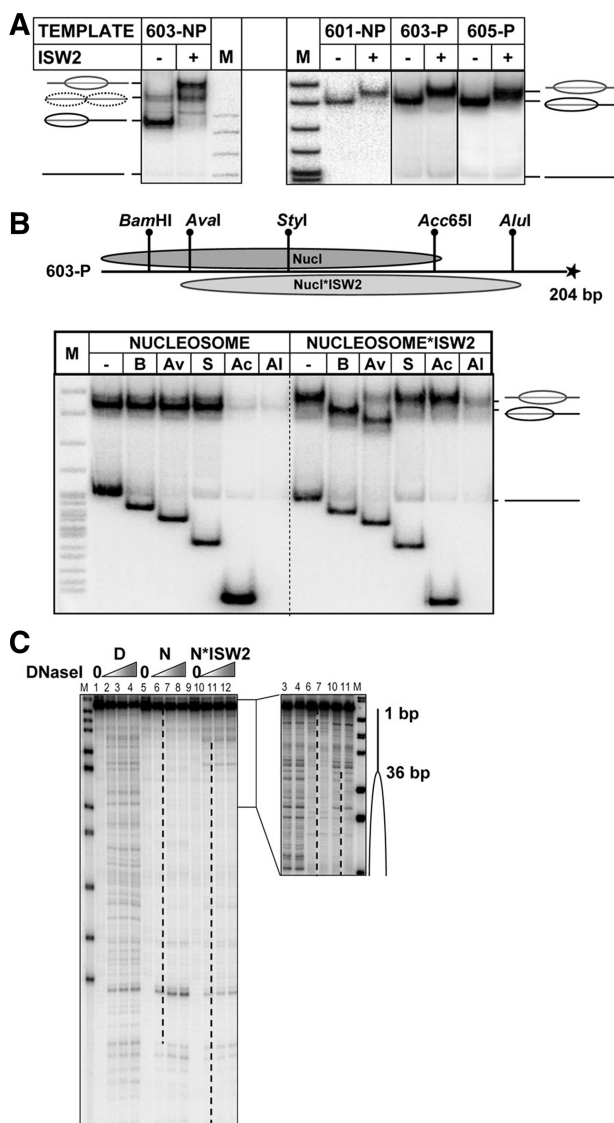 A
TEMPLATE 603-NP 601-NP 603-P 605-P
ISW2 - + M M - + - + - +
B
BamHI AvaI StyI Acc65I AluI
NucI
603-P
NucI*ISW2
204 bp
M NUCLEOSOME NUCLEOSOME*ISW2
- B Av S Ac Al - B Av S Ac Al
C
D N N*ISW2
DNaseI 0 0 0
M 1 2 3 4 5 6 7 8 9 10 11 12 3 4 6 7 10 11 M
1 bp
36 bp